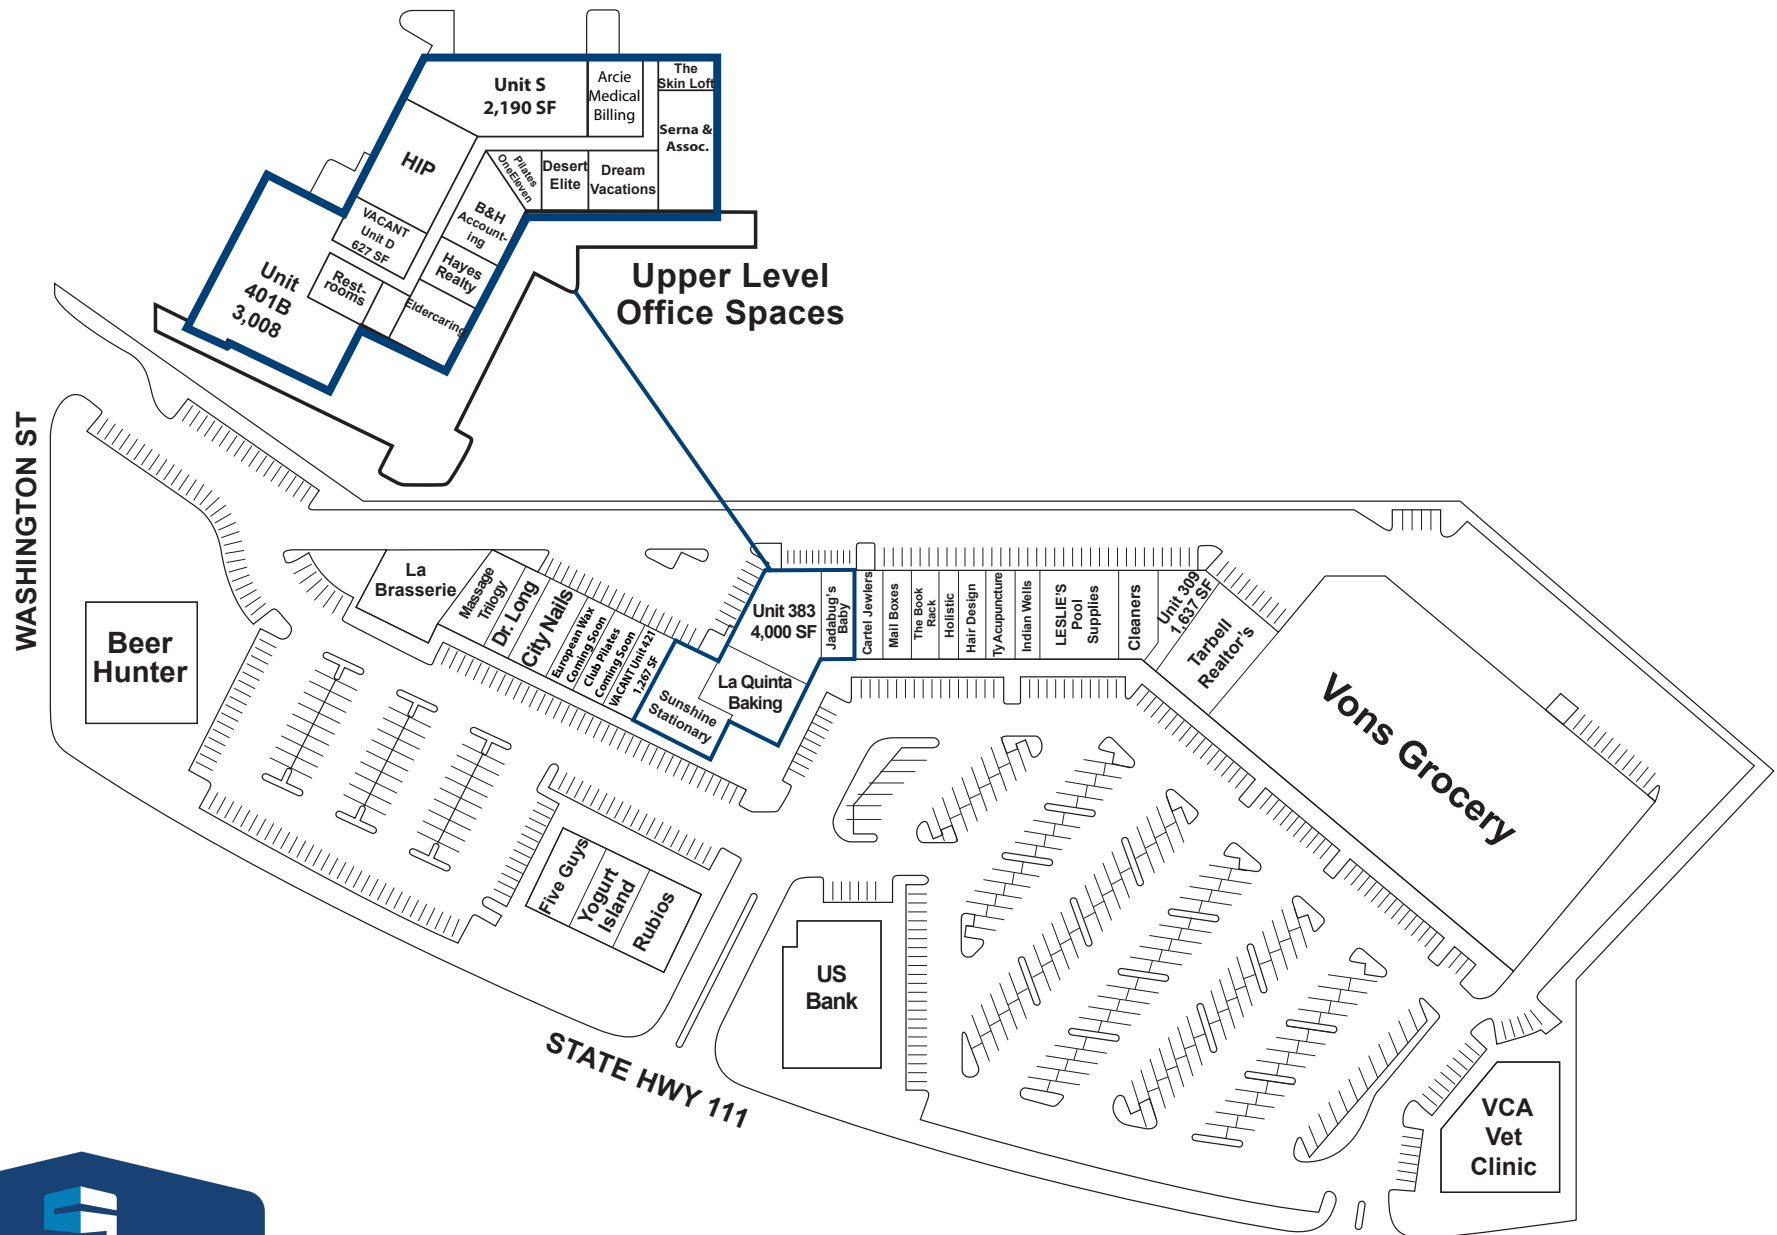 Unit S
2,190 SF
Arcie
Medical
Billing
The
Skin Loft
Serna &
Assoc.
HIP
Pilates
OneEleven
Desert
Elite
Dream
Vacations
VACANT
Unit D
627 SF
B&H
Account-
ing
Hayes
Realty
Eldercaring
Rest-
rooms
Unit
401B
3,008
Upper Level
Office Spaces
WASHINGTON ST
Beer
Hunter
La
Brasserie
Massage
Trilogy
Dr. Long
City Nails
European Wax
Coming Soon
Club Pilates
Coming Soon
VACANT Unit 421
1,267 SF
Sunshine
Stationary
La Quinta
Baking
Unit 383
4,000 SF
Jadabug's
Baby
Cartel Jewlers
Mail Boxes
The Book
Rack
Holistic
Hair Design
Ty Acupuncture
Indian Wells
LESLIE'S
Pool
Supplies
Cleaners
Unit 309
1,637 SF
Tarbell
Realtor's
Vons Grocery
Five Guys
Yogurt
Island
Rubios
US
Bank
STATE HWY 111
VCA
Vet
Clinic